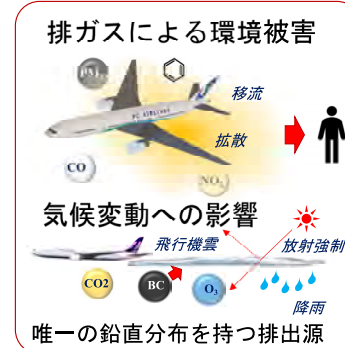 排ガスによる環境被害
PM
移流
拡散
CO
NO₂
気候変動への影響
飛行機雲
放射強制
CO2
BC
O₃
降雨
唯一の鉛直分布を持つ排出源